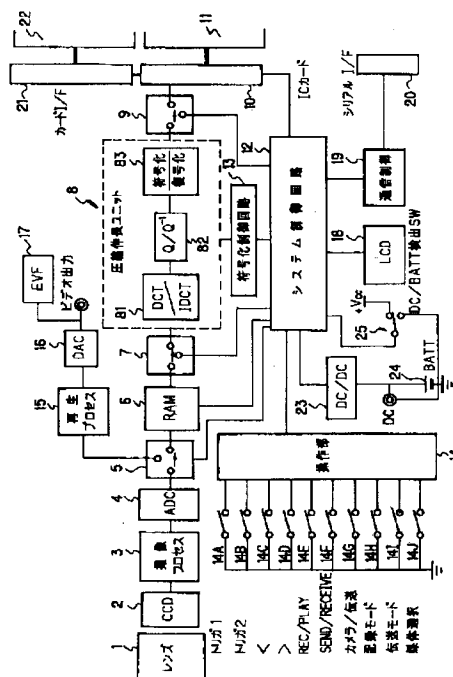 22
21
11
カードI/F
10
ICカード
シリアル I/F
20
9
12
8
圧縮伸長ユニット
83
符号化
復号化
82
Q/Q⁻¹
81
DCT/
IDCT
13
符号化制御回路
システム制御回路
19
通信制御
18
LCD
17
EVF
ビデオ出力
16
DAC
15
再生
プロセス
7
6
RAM
5
4
ADC
3
撮像
プロセス
2
CCD
1
レンズ
DC/BATT検出SW
+Vcc
25
23
DC/DC
24
DC
BATT
操作部
14A
14B
14C
14D
14E
14F
14G
14H
14I
14J
トリガ1
トリガ2
<
>
REC/PLAY
SEND/RECEIVE
カメラ/伝送
記録モード
伝送モード
媒体選択